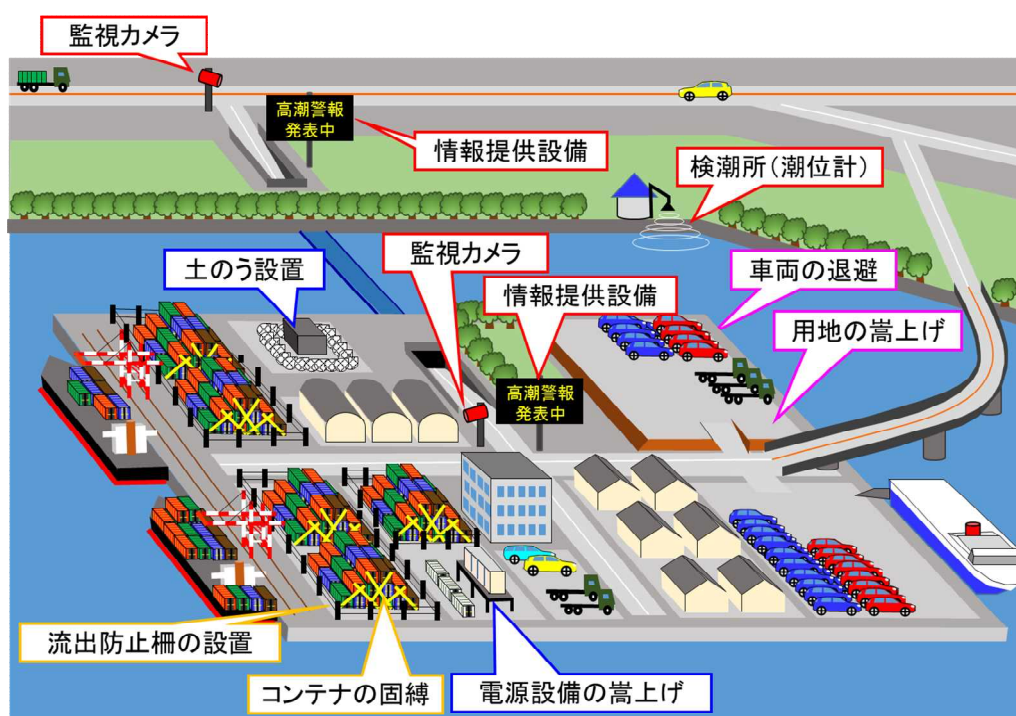 監視カメラ
高潮警報
発表中
情報提供設備
検潮所（潮位計）
土のう設置
監視カメラ
情報提供設備
車両の退避
用地の嵩上げ
高潮警報
発表中
流出防止柵の設置
コンテナの固縛
電源設備の嵩上げ